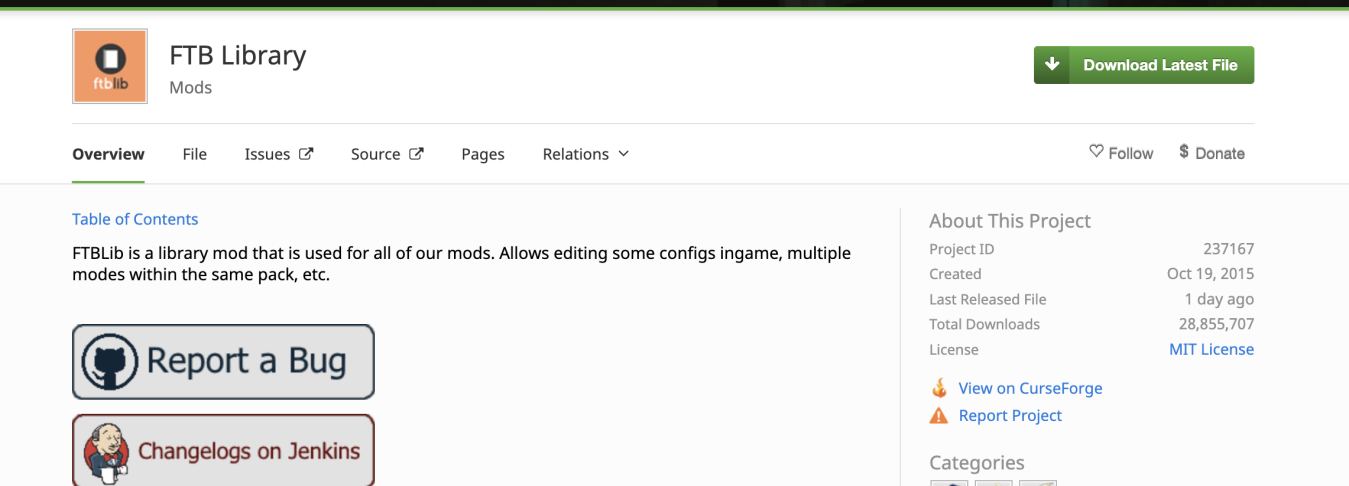 ftblib
FTB Library
Mods
Download Latest File
Overview File Issues Source Pages Relations Follow $ Donate
Table of Contents
FTBLib is a library mod that is used for all of our mods. Allows editing some configs ingame, multiple
modes within the same pack, etc.
Report a Bug
Changelogs on Jenkins
About This Project
Project ID 237167
Created Oct 19, 2015
Last Released File 1 day ago
Total Downloads 28,855,707
License MIT License
View on CurseForge
Report Project
Categories